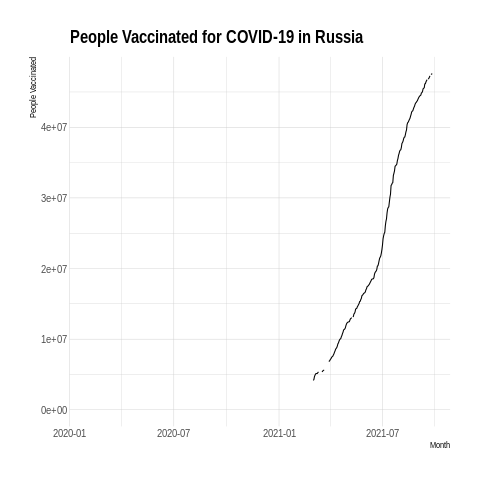 People Vaccinated for COVID-19 in Russia
People Vaccinated
4e+07
3e+07
2e+07
1e+07
0e+00
2020-01 2020-07 2021-01 2021-07
Month